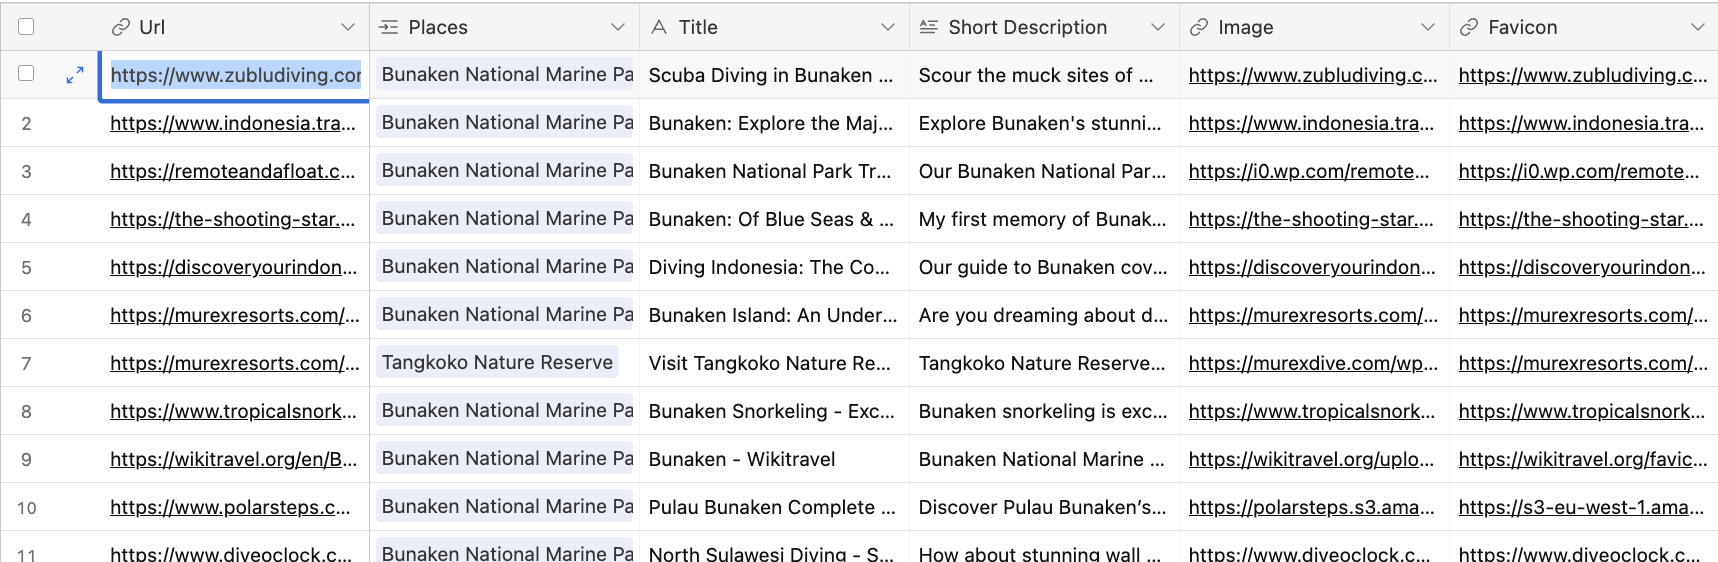 Url Places Title Short Description Image Favicon
https://www.zubludiving.com Bunaken National Marine Pa Scuba Diving in Bunaken ... Scour the muck sites of ... https://www.zubludiving.c... https://www.zubludiving.c...
2 https://www.indonesia.tra... Bunaken National Marine Pa Bunaken: Explore the Maj... Explore Bunaken's stunni... https://www.indonesia.tra... https://www.indonesia.tra...
3 https://remoteandafloat.c... Bunaken National Marine Pa Bunaken National Park Tr... Our Bunaken National Par... https://i0.wp.com/remote... https://i0.wp.com/remote...
4 https://the-shooting-star.... Bunaken National Marine Pa Bunaken: Of Blue Seas & ... My first memory of Bunak... https://the-shooting-star.... https://the-shooting-star....
5 https://discoveryourindon... Bunaken National Marine Pa Diving Indonesia: The Co... Our guide to Bunaken cov... https://discoveryourindon... https://discoveryourindon...
6 https://murexresorts.com/... Bunaken National Marine Pa Bunaken Island: An Under... Are you dreaming about d... https://murexresorts.com/... https://murexresorts.com/...
7 https://murexresorts.com/... Tangkoko Nature Reserve Visit Tangkoko Nature Re... Tangkoko Nature Reserve... https://murexdive.com/wp... https://murexresorts.com/...
8 https://www.tropicalsnork... Bunaken National Marine Pa Bunaken Snorkeling - Exc... Bunaken snorkeling is exc... https://www.tropicalsnork... https://www.tropicalsnork...
9 https://wikitravel.org/en/B... Bunaken National Marine Pa Bunaken - Wikitravel Bunaken National Marine ... https://wikitravel.org/uplo... https://wikitravel.org/favic...
10 https://www.polarsteps.c... Bunaken National Marine Pa Pulau Bunaken Complete ... Discover Pulau Bunaken’s... https://polarsteps.s3.ama... https://s3-eu-west-1.ama...
11 https://www.diveoclock.c... Bunaken National Marine Pa North Sulawesi Diving - S... How about stunning wall ... https://www.diveoclock.c... https://www.diveoclock.c...